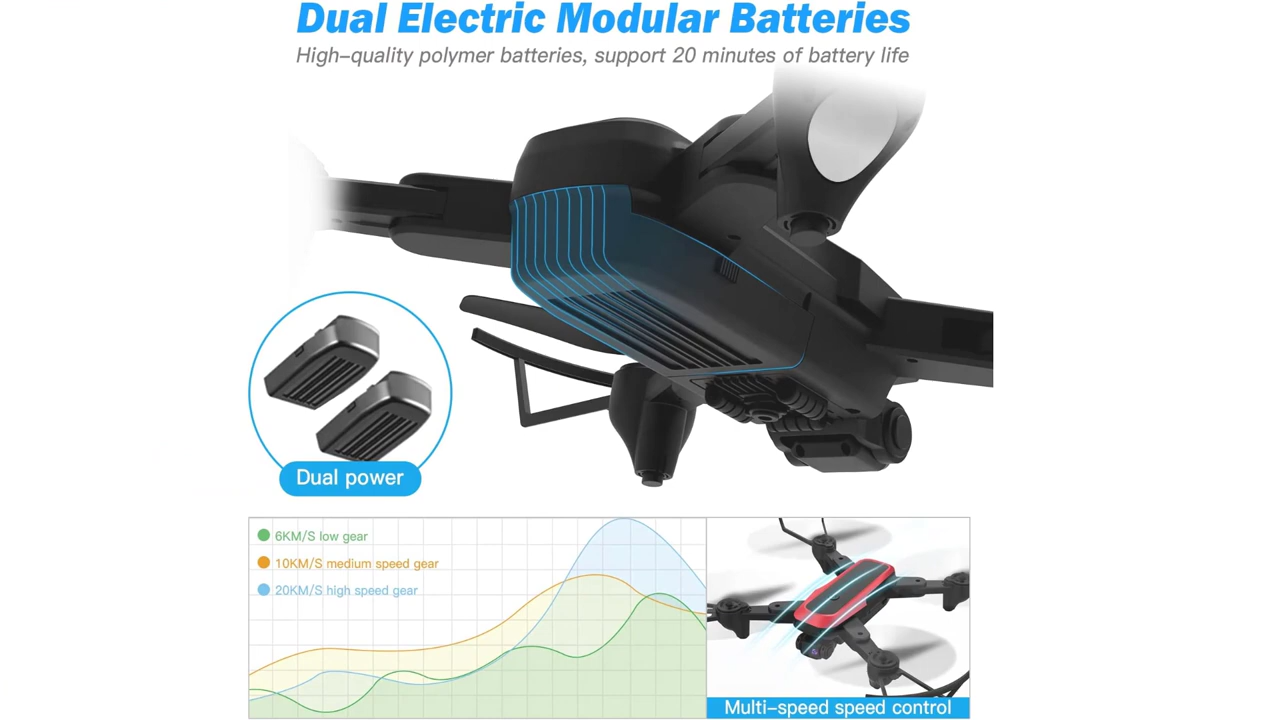 Dual Electric Modular Batteries
High-quality polymer batteries, support 20 minutes of battery life
Dual power
6KM/S low gear
10KM/S medium speed gear
20KM/S high speed gear
Multi-speed speed control